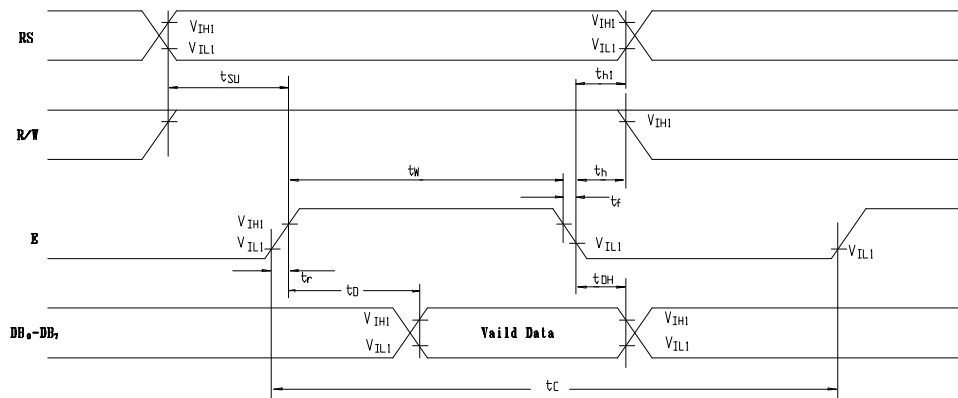 RS
VIH1
VIL1
VIH1
VIL1
tSU
th1
R/W
VIH1
tW
th
tf
E
VIH1
VIL1
VIL1
VIL1
tr
tD
tDH
DB0-DB7
VIH1
VIL1
Vaild Data
VIH1
VIL1
tC